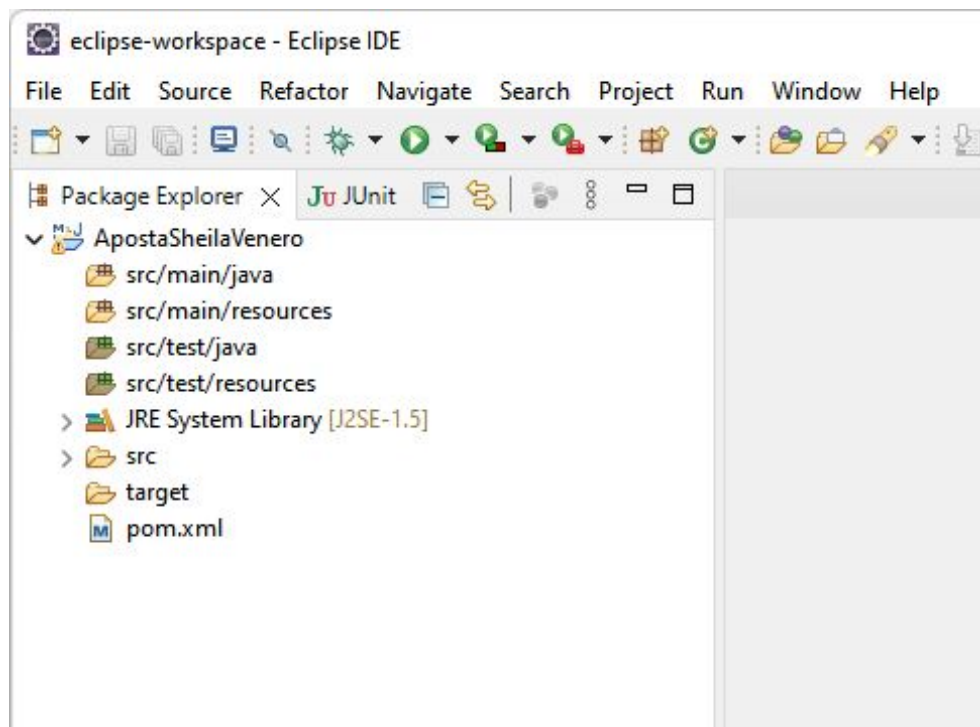 eclipse-workspace - Eclipse IDE
File Edit Source Refactor Navigate Search Project Run Window Help
Package Explorer JUnit
ApostaSheilaVenero
src/main/java
src/main/resources
src/test/java
src/test/resources
JRE System Library [J2SE-1.5]
src
target
pom.xml